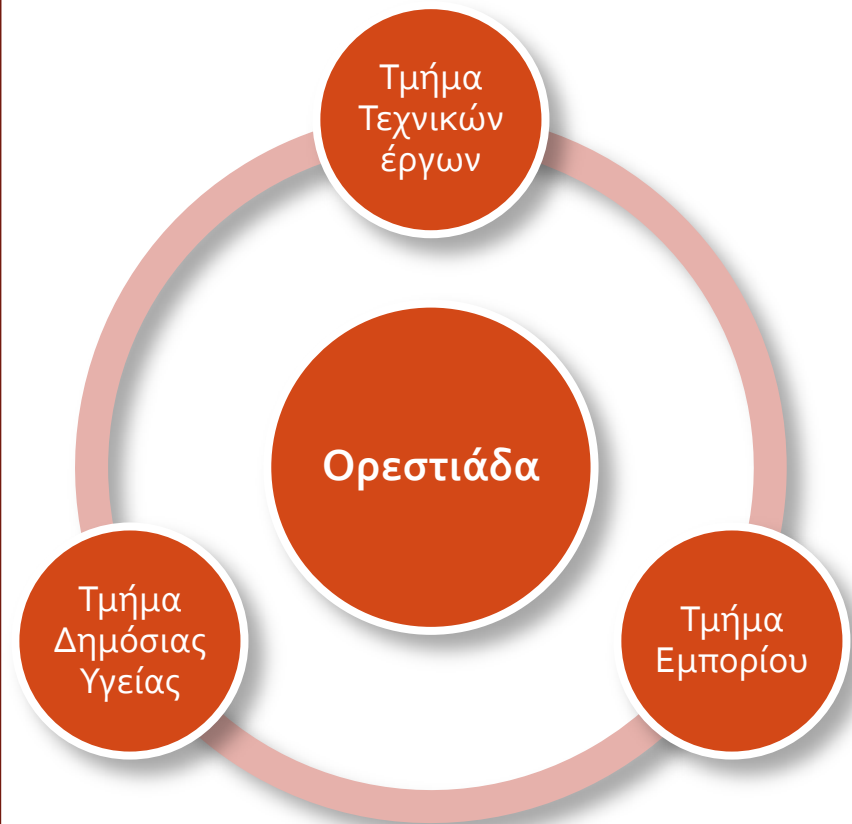 Τμήμα
Τεχνικών
έργων
Ορεστιάδα
Τμήμα
Δημόσιας
Υγείας
Τμήμα
Εμπορίου